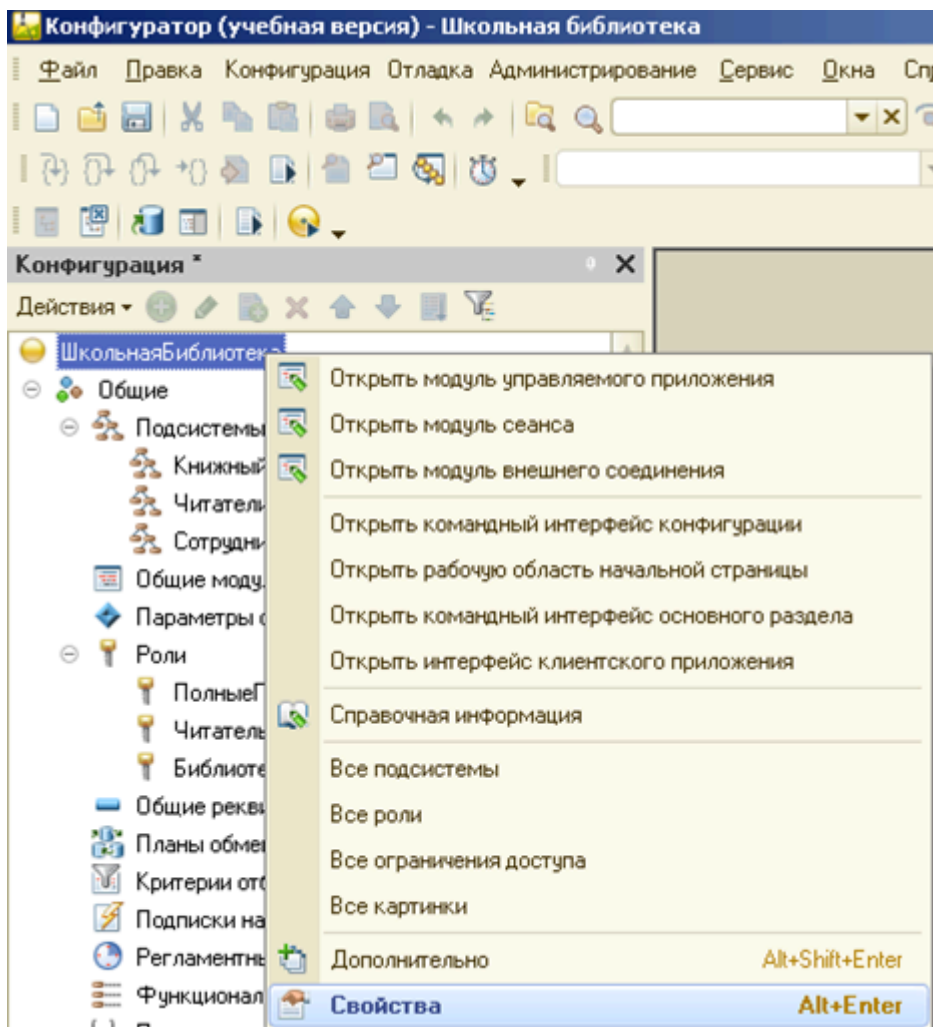 Конфигуратор (учебная версия) - Школьная библиотека
Файл Правка Конфигурация Отладка Администрирование Сервис Окна
Конфигурация *
Действия
ШкольнаяБиблиотека
Общие
Подсистемы
Книжный
Читатели
Сотрудни
Общие моду
Параметры
Роли
Полные
Читатель
Библиоте
Общие рекви
Планы обме
Критерии отб
Подписки на
Регламентн
Функционал
Открыть модуль управляемого приложения
Открыть модуль сеанса
Открыть модуль внешнего соединения
Открыть командный интерфейс конфигурации
Открыть рабочую область начальной страницы
Открыть командный интерфейс основного раздела
Открыть интерфейс клиентского приложения
Справочная информация
Все подсистемы
Все роли
Все ограничения доступа
Все картинки
Дополнительно Alt+Shift+Enter
Свойства Alt+Enter